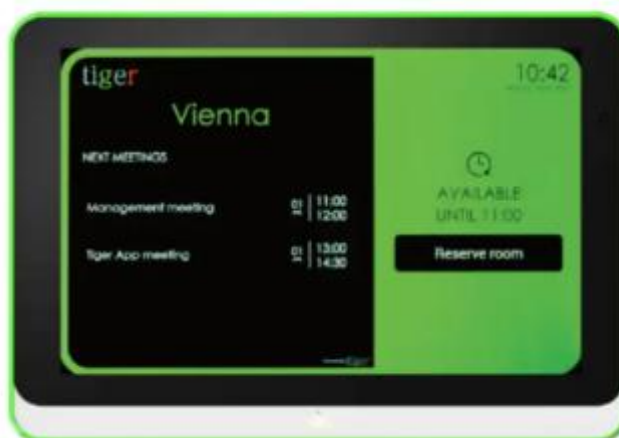 tiger
Vienna
NEXT MEETINGS
Management meeting
11:00
12:00
Tiger App meeting
13:00
14:30
10:42
AVAILABLE
UNTIL 11:00
Reserve room
tiger